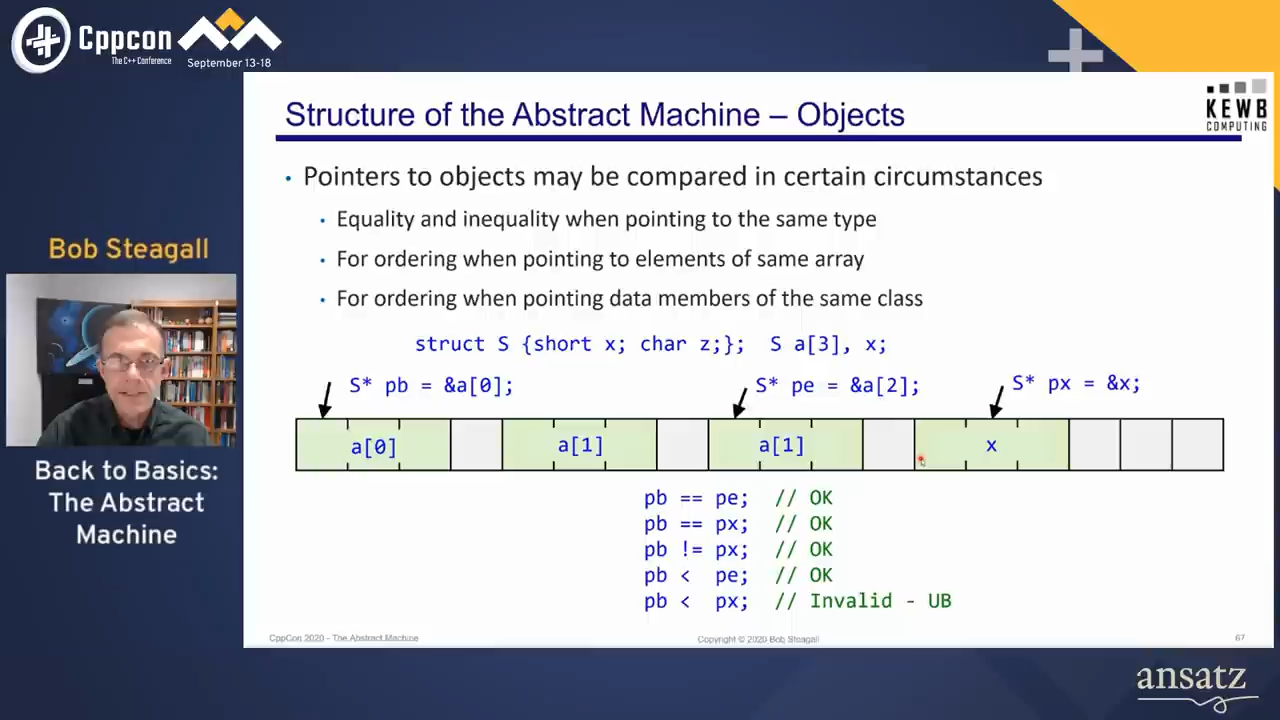 Cppcon
The C++ Conference
September 13-18
Structure of the Abstract Machine – Objects
KEWB
COMPUTING
• Pointers to objects may be compared in certain circumstances
• Equality and inequality when pointing to the same type
• For ordering when pointing to elements of same array
• For ordering when pointing data members of the same class
struct S {short x; char z;}; S a[3], x;
S* pb = &a[0];
S* pe = &a[2];
S* px = &x;
a[0]
a[1]
a[1]
x
pb == pe; // OK
pb == px; // OK
pb != px; // OK
pb < pe; // OK
pb < px; // Invalid - UB
CppCon 2020 - The Abstract Machine
Copyright © 2020 Bob Steagall
67
Bob Steagall
Back to Basics:
The Abstract
Machine
ansatz